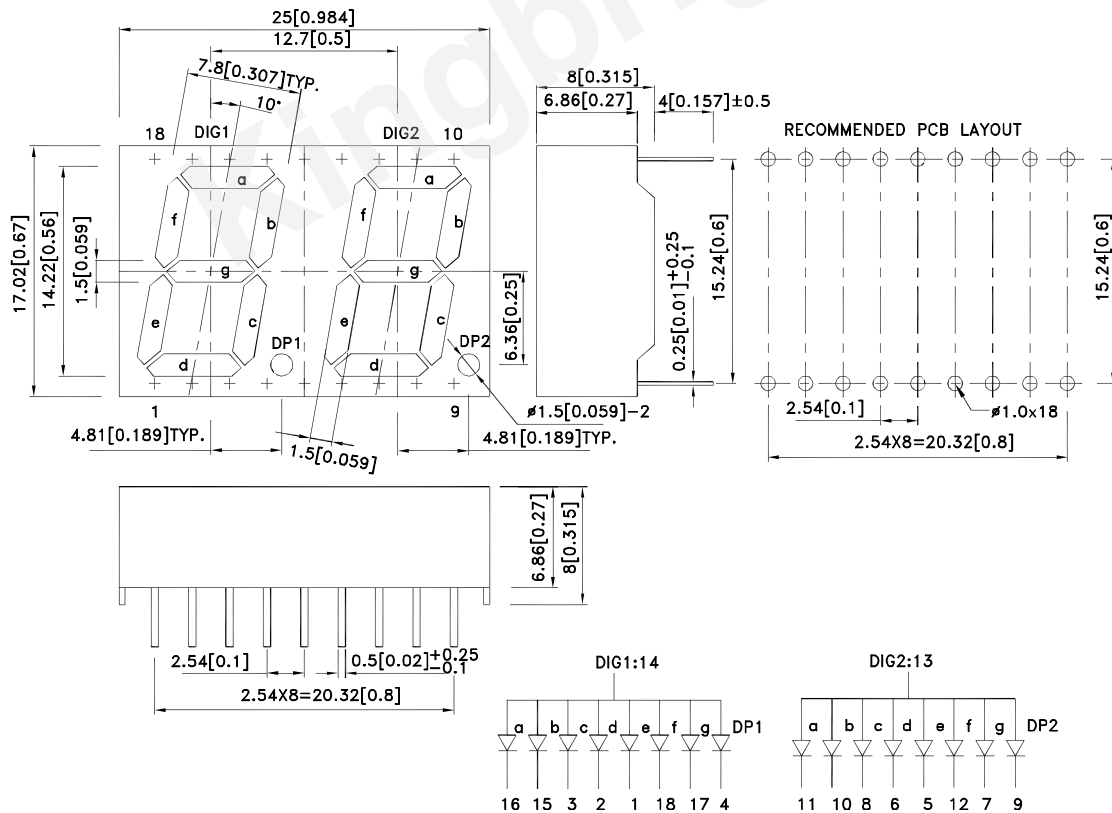 25[0.984]
12.7[0.5]
7.8[0.307]TYP.
10°
18 DIG1 DIG2 10
a a
f b f b
g g
e c e c
d d
DP1 DP2
1 9
17.02[0.67]
14.22[0.56]
1.5[0.059]
6.36[0.25]
4.81[0.189]TYP.
1.5[0.059]
ø1.5[0.059]-2
4.81[0.189]TYP.
8[0.315]
6.86[0.27]
4[0.157]±0.5
0.25[0.01]+0.25
-0.1
15.24[0.6]
RECOMMENDED PCB LAYOUT
15.24[0.6]
2.54[0.1]
ø1.0x18
2.54X8=20.32[0.8]
6.86[0.27]
8[0.315]
2.54[0.1]
0.5[0.02]+0.25
-0.1
2.54X8=20.32[0.8]
DIG1:14
a b c d e f g DP1
16 15 3 2 1 18 17 4
DIG2:13
a b c d e f g DP2
11 10 8 6 5 12 7 9